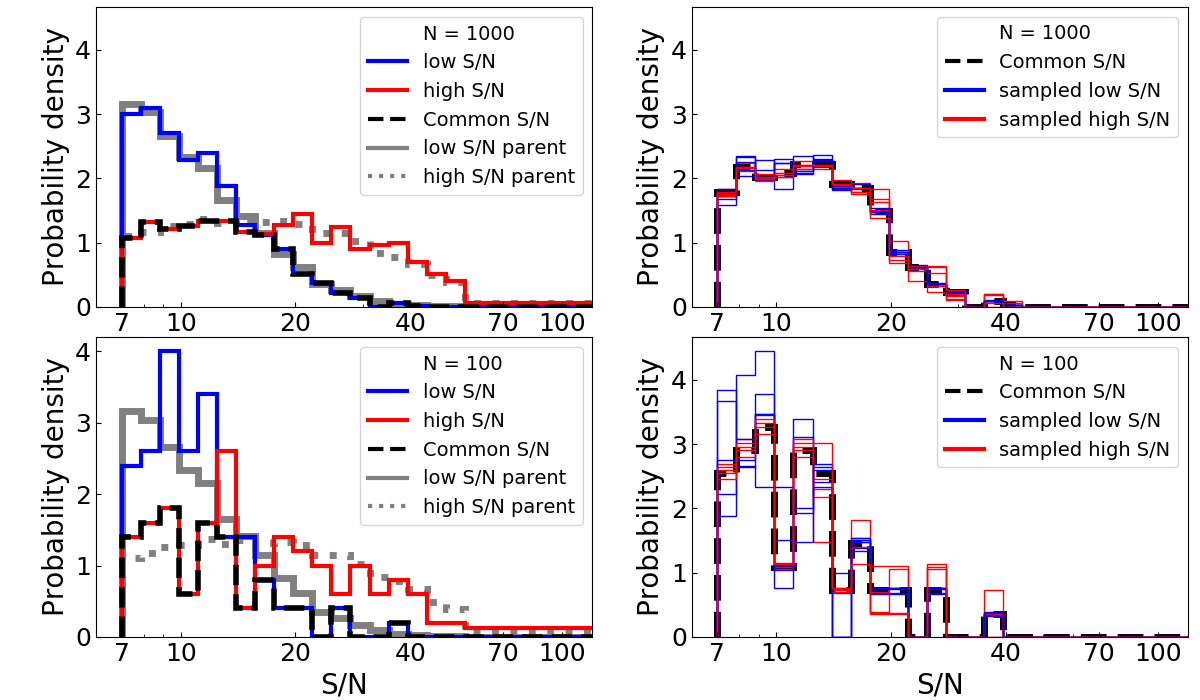 Probability density
4
3
2
1
0
7 10 20 40 70 100
N = 1000
low S/N
high S/N
Common S/N
low S/N parent
high S/N parent
Probability density
4
3
2
1
0
7 10 20 40 70 100
N = 1000
Common S/N
sampled low S/N
sampled high S/N
Probability density
4
3
2
1
0
7 10 20 40 70 100
S/N
N = 100
low S/N
high S/N
Common S/N
low S/N parent
high S/N parent
Probability density
4
3
2
1
0
7 10 20 40 70 100
S/N
N = 100
Common S/N
sampled low S/N
sampled high S/N